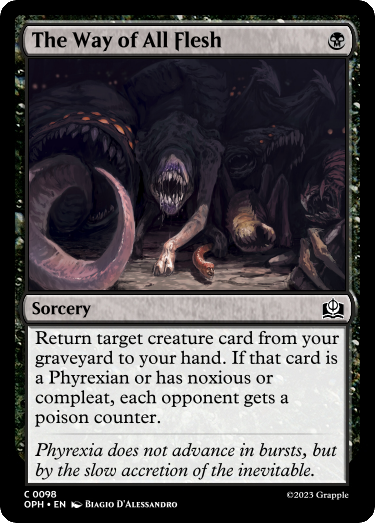 The Way of All Flesh
Sorcery
Return target creature card from your
graveyard to your hand. If that card is
a Phyrexian or has noxious or
compleat, each opponent gets a
poison counter.
Phyrexia does not advance in bursts, but
by the slow accretion of the inevitable.
C 0098
OPH • EN Biagio D'Alessandro
©2023 Grapple